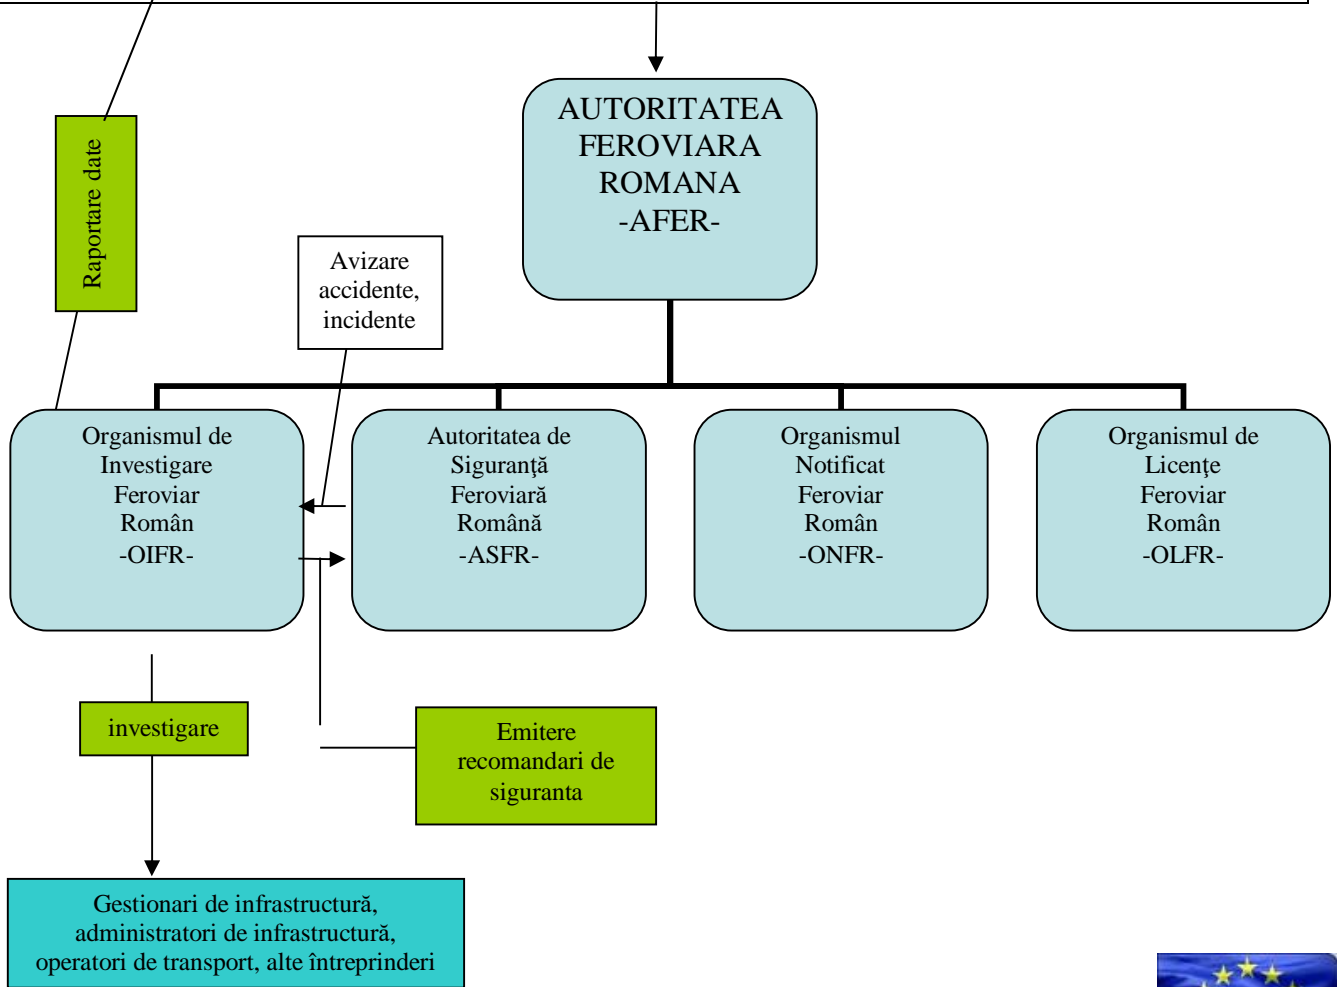 AUTORITATEA
FEROVIARA
ROMANA
-AFER-
Raportare date
Avizare
accidente,
incidente
Organismul de
Investigare
Feroviar
Român
-OIFR-
Autoritatea de
Siguranţă
Feroviară
Română
-ASFR-
Organismul
Notificat
Feroviar
Român
-ONFR-
Organismul de
Licenţe
Feroviar
Român
-OLFR-
investigare
Emitere
recomandari de
siguranta
Gestionari de infrastructură,
administratori de infrastructură,
operatori de transport, alte întreprinderi